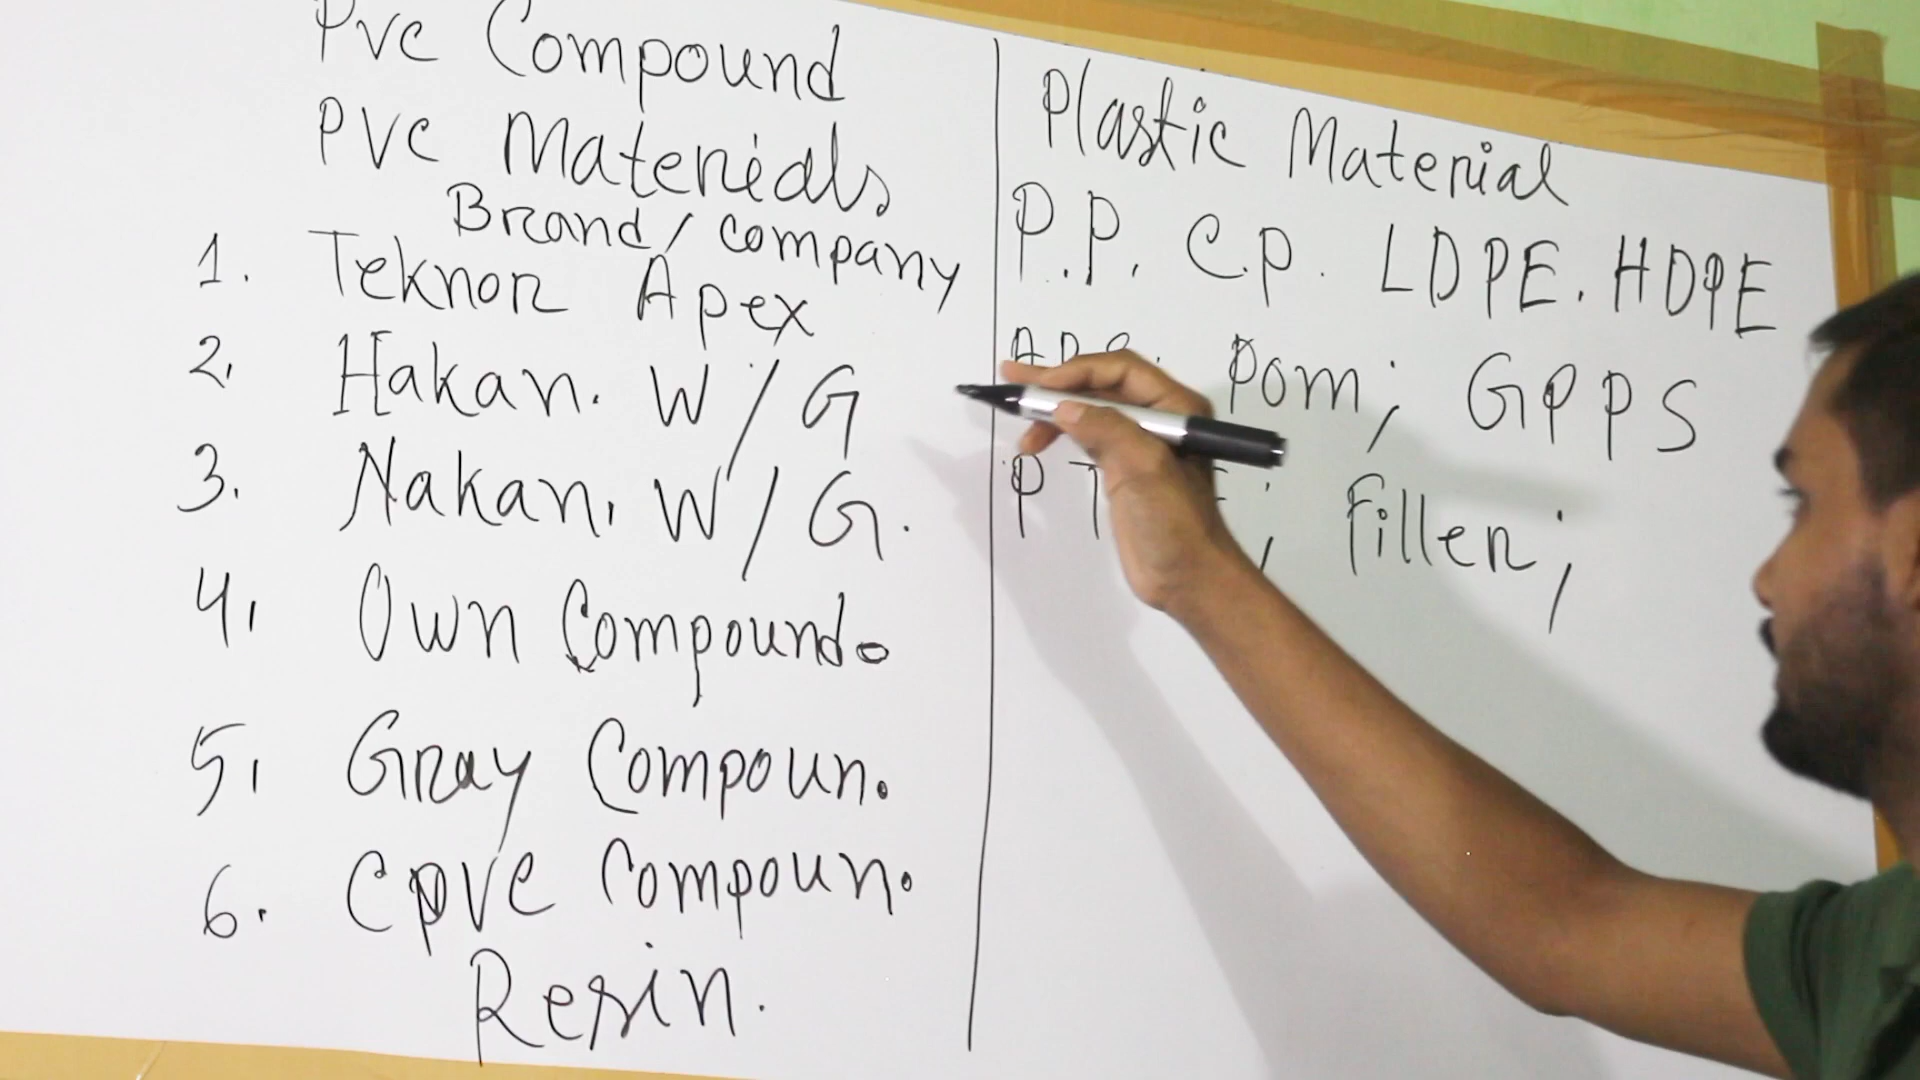 Pvc Compound
PVC Materials
Brand/Company
1. Teknor Apex
2. Hakan. W/G
3. Nakan. W/G.
4. Own Compound
5. Gray Compoun.
6. CPVC Compoun.
Resin.
Plastic Material
P.P. C.P. LDPE. HDPE
Pom; GPPS
Filler;